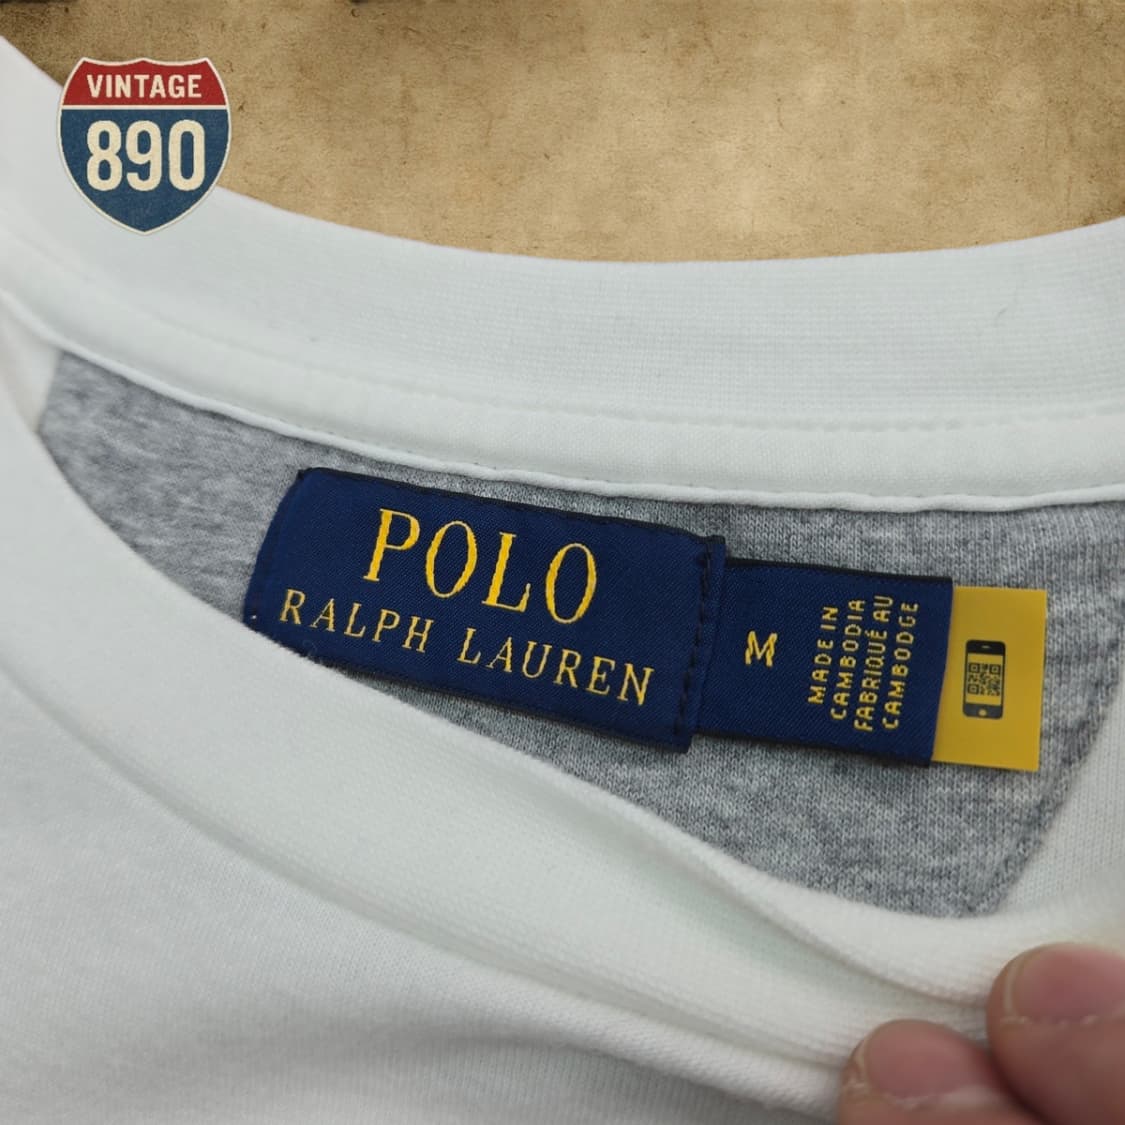 VINTAGE
890
POLO
RALPH LAUREN
M
MADE IN
CAMBODIA
FABRIQUÉ AU
CAMBODGE